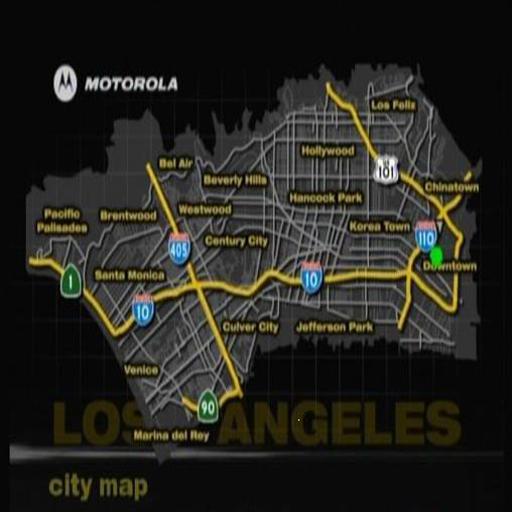 MOTOROLA
Los Feliz
Hollywood
US
101
Bel Air
Beverly Hills
Chinatown
Hancock Park
Pacific
Palisades
Brentwood
Westwood
Korea Town
110
Century City
405
Downtown
Santa Monica
1
10
10
Culver City
Jefferson Park
Venice
90
Marina del Rey
LOS ANGELES
city map